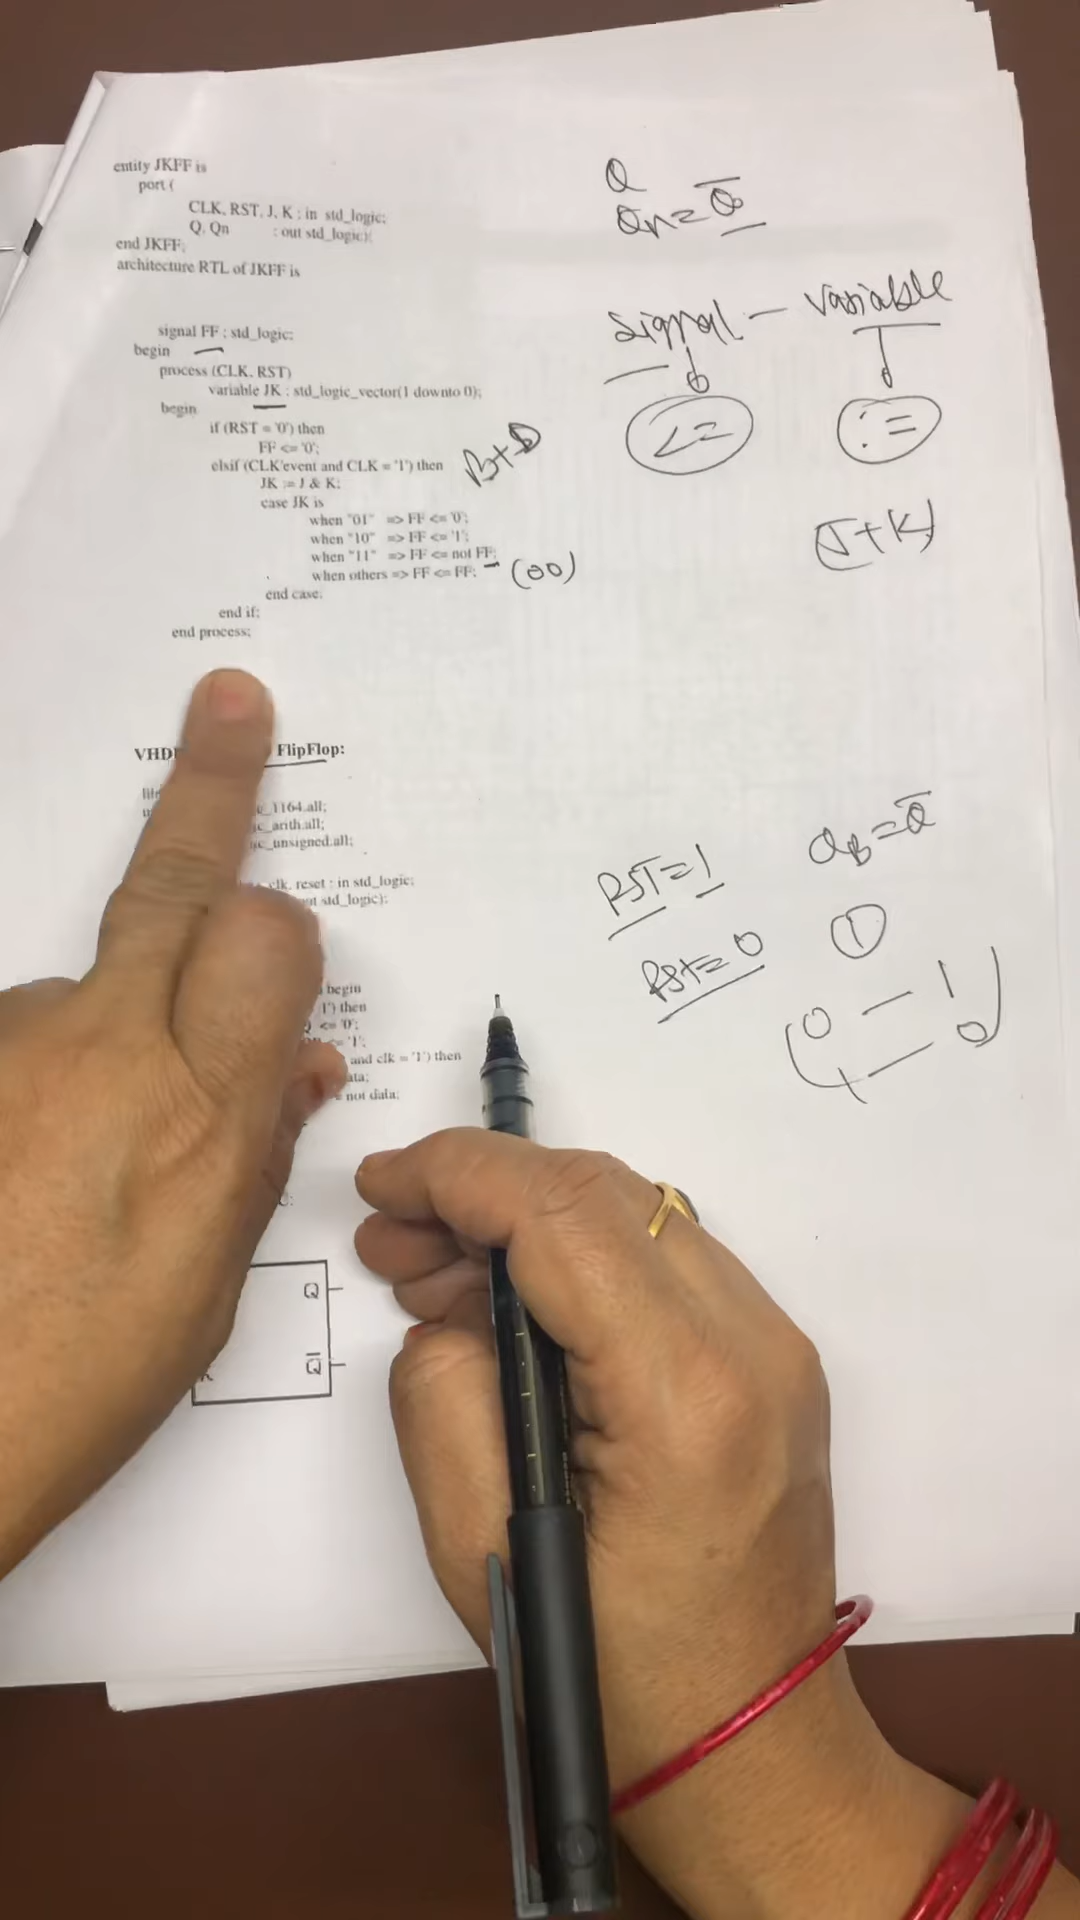 entity JKFF is
port (
CLK, RST, J, K : in std_logic;
Q, Qn : out std_logic);
end JKFF;
architecture RTL of JKFF is
signal FF : std_logic;
begin
process (CLK, RST)
variable JK : std_logic_vector(1 downto 0);
begin
if (RST = '0') then
FF <= '0';
elsif (CLK'event and CLK = '1') then
JK := J & K;
case JK is
when "01" => FF <= '0';
when "10" => FF <= '1';
when "11" => FF <= not FF;
when others => FF <= FF; (00)
end case;
end if;
end process;
Q
Qn = Q̅
signal — variable
<= :=
(J+K)
FlipFlop:
_1164.all;
_arith.all;
_unsigned.all;
clk, reset : in std_logic;
std_logic);
begin
1') then
<= '0';
<= '1';
and clk = '1') then
ata;
not data;
RST=1
QB = Q̅
RST=0
1
0 — 1
1 — 0
Q
Q̅